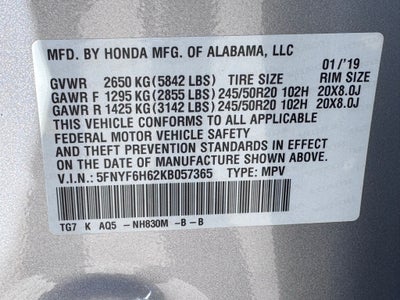 MFD. BY HONDA MFG. OF ALABAMA, LLC
01/'19
GVWR 2650 KG (5842 LBS) TIRE SIZE RIM SIZE
GAWR F 1295 KG (2855 LBS) 245/50R20 102H 20X8.0J
GAWR R 1425 KG (3142 LBS) 245/50R20 102H 20X8.0J
THIS VEHICLE CONFORMS TO ALL APPLICABLE
FEDERAL MOTOR VEHICLE SAFETY
AND THEFT PREVENTION STANDARDS IN EFFECT
ON THE DATE OF MANUFACTURE SHOWN ABOVE.
V.I.N.: 5FNYF6H62KB057365 TYPE: MPV
TG7 K AQ5 -NH830M -B-B